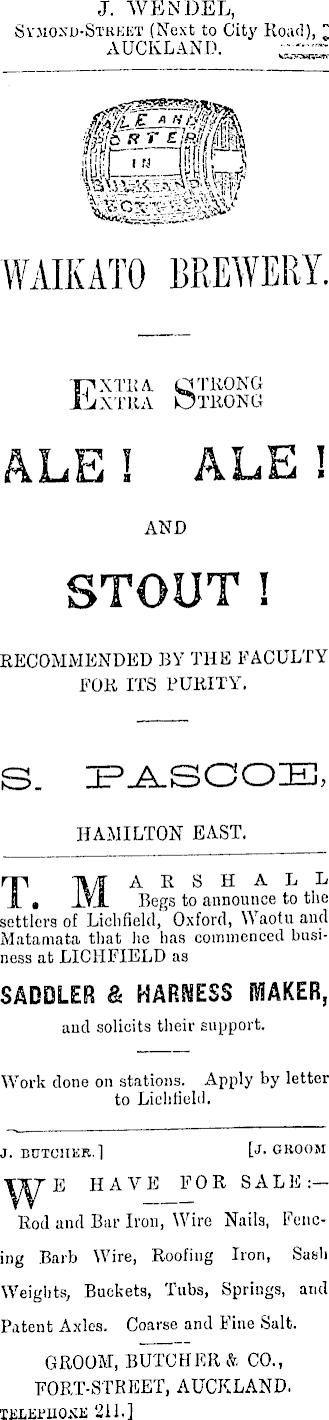 J. WENDEL,
SYMOND-STREET (Next to City Road),
AUCKLAND.
ALE AND
PORTER
IN
BULK AND
BOTTLE
WAIKATO BREWERY.
EXTRA STRONG
EXTRA STRONG
ALE! ALE!
AND
STOUT!
RECOMMENDED BY THE FACULTY
FOR ITS PURITY.
S. PASCOE,
HAMILTON EAST.
T. MARSHALL
Begs to announce to the
settlers of Lichfield, Oxford, Waotu and
Matamata that he has commenced busi-
ness at LICHFIELD as
SADDLER & HARNESS MAKER,
and solicits their support.
Work done on stations. Apply by letter
to Lichfield.
J. BUTCHER.] [J. GROOM
WE HAVE FOR SALE:—
Rod and Bar Iron, Wire Nails, Fenc-
ing Barb Wire, Roofing Iron, Sash
Weights, Buckets, Tubs, Springs, and
Patent Axles. Coarse and Fine Salt.
GROOM, BUTCHER & CO.,
FORT-STREET, AUCKLAND.
TELEPHONE 211.]